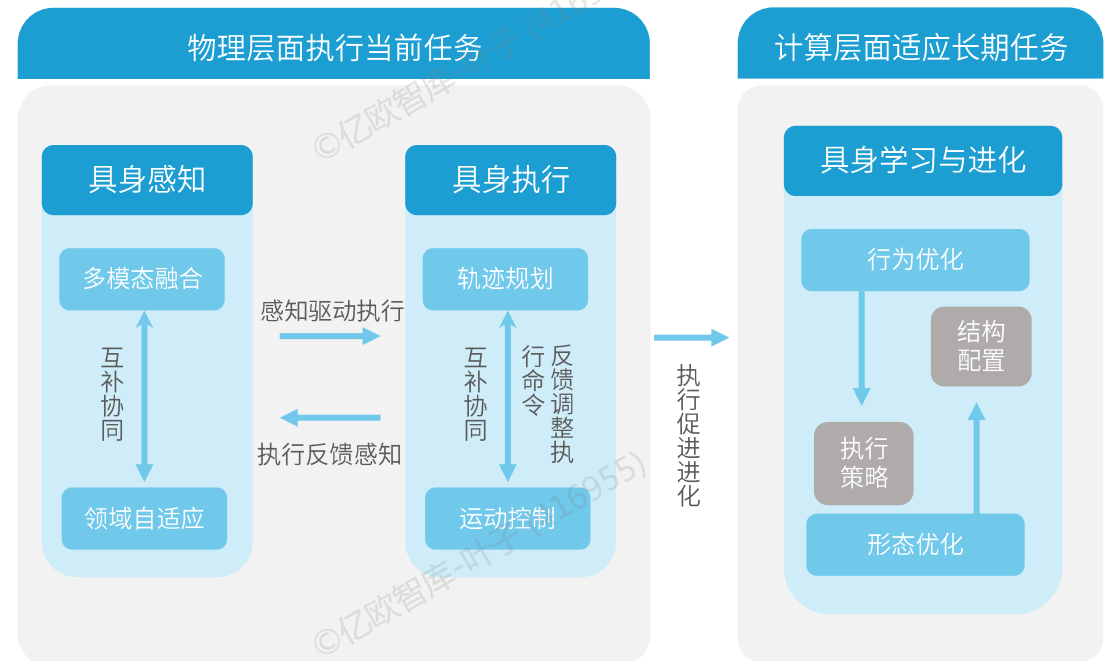 物理层面执行当前任务
计算层面适应长期任务
具身感知
多模态融合
互补协同
领域自适应
感知驱动执行
执行反馈感知
具身执行
轨迹规划
互补协同
反馈调整执
行命令
运动控制
执行促进进化
具身学习与进化
行为优化
结构
配置
执行
策略
形态优化
©亿欧智库-叶子 (416955)
©亿欧智库-叶子 (416955)